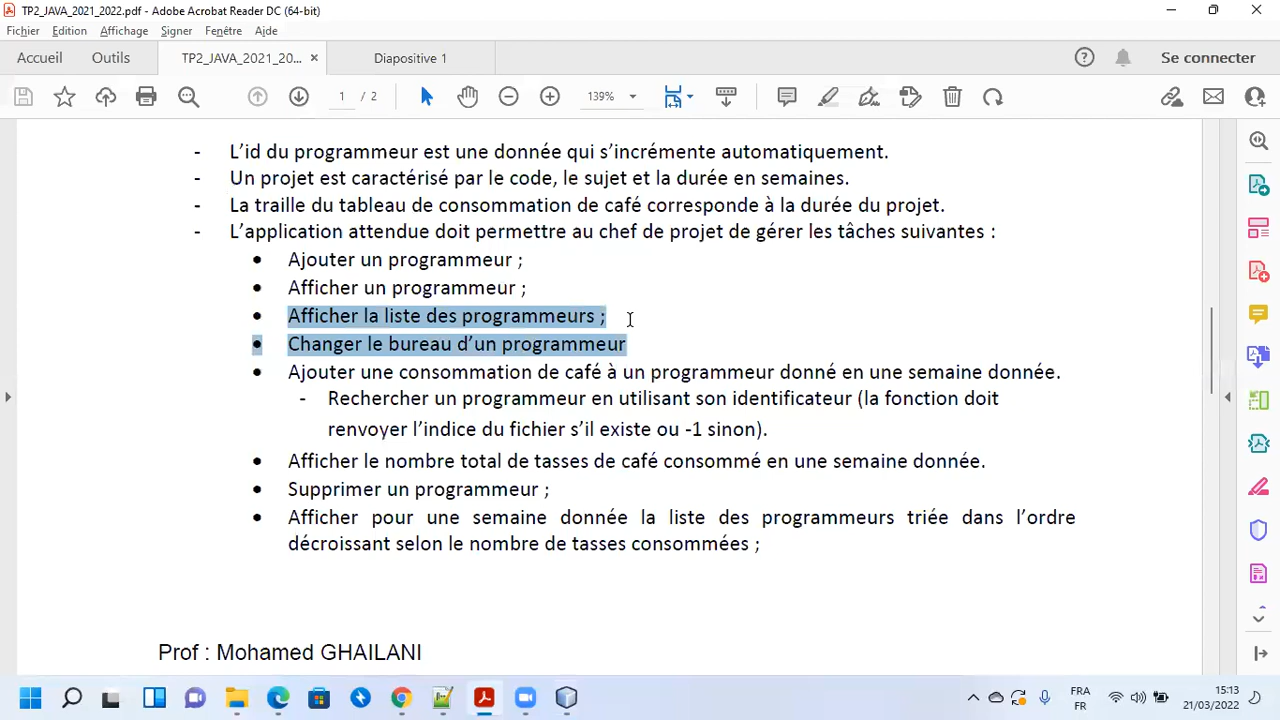 TP2_JAVA_2021_2022.pdf - Adobe Acrobat Reader DC (64-bit)
Fichier Edition Affichage Signer Fenêtre Aide
Accueil Outils TP2_JAVA_2021_20... × Diapositive 1 Se connecter
1 / 2 139%
- L’id du programmeur est une donnée qui s’incrémente automatiquement.
- Un projet est caractérisé par le code, le sujet et la durée en semaines.
- La traille du tableau de consommation de café corresponde à la durée du projet.
- L’application attendue doit permettre au chef de projet de gérer les tâches suivantes :
• Ajouter un programmeur ;
• Afficher un programmeur ;
• Afficher la liste des programmeurs ;
• Changer le bureau d’un programmeur
• Ajouter une consommation de café à un programmeur donné en une semaine donnée.
- Rechercher un programmeur en utilisant son identificateur (la fonction doit
renvoyer l’indice du fichier s’il existe ou -1 sinon).
• Afficher le nombre total de tasses de café consommé en une semaine donnée.
• Supprimer un programmeur ;
• Afficher pour une semaine donnée la liste des programmeurs triée dans l’ordre
décroissant selon le nombre de tasses consommées ;
Prof : Mohamed GHAILANI
FRA 15:13
FR 21/03/2022